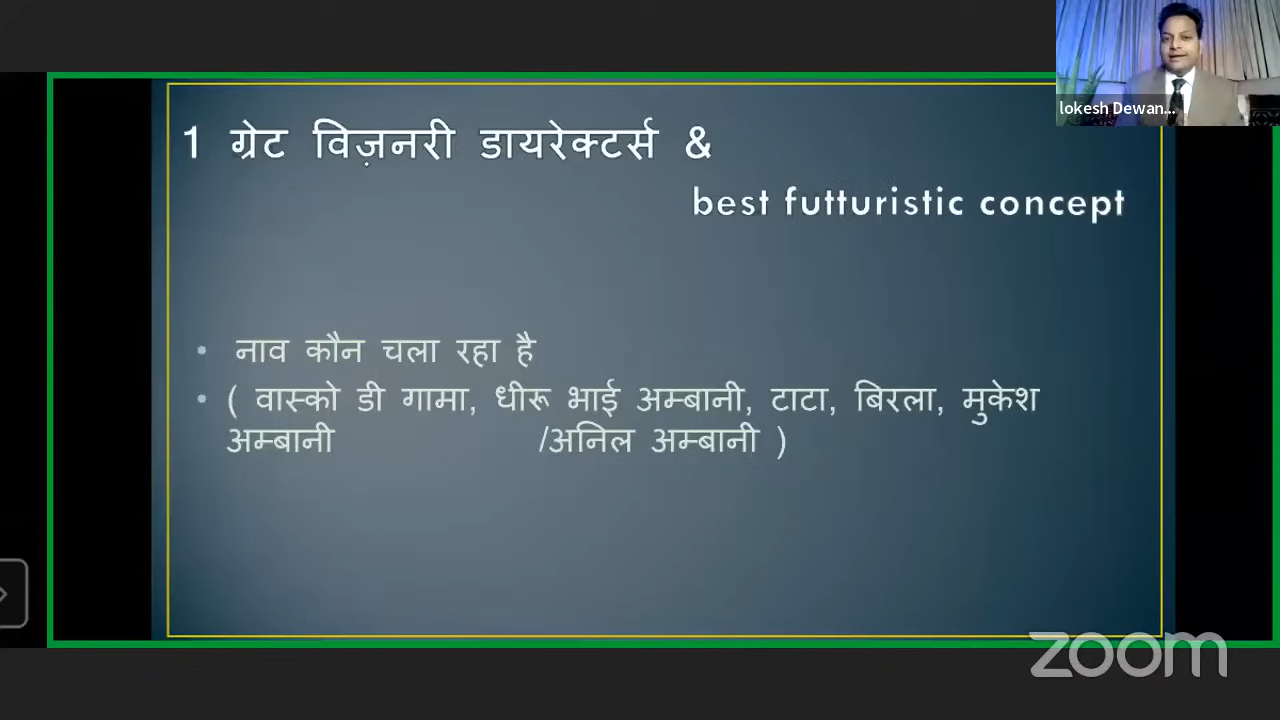 lokesh Dewan...
1 ग्रेट विज़नरी डायरेक्टर्स &
best futturistic concept
• नाव कौन चला रहा है
• ( वास्को डी गामा, धीरू भाई अम्बानी, टाटा, बिरला, मुकेश
अम्बानी /अनिल अम्बानी )
zoom